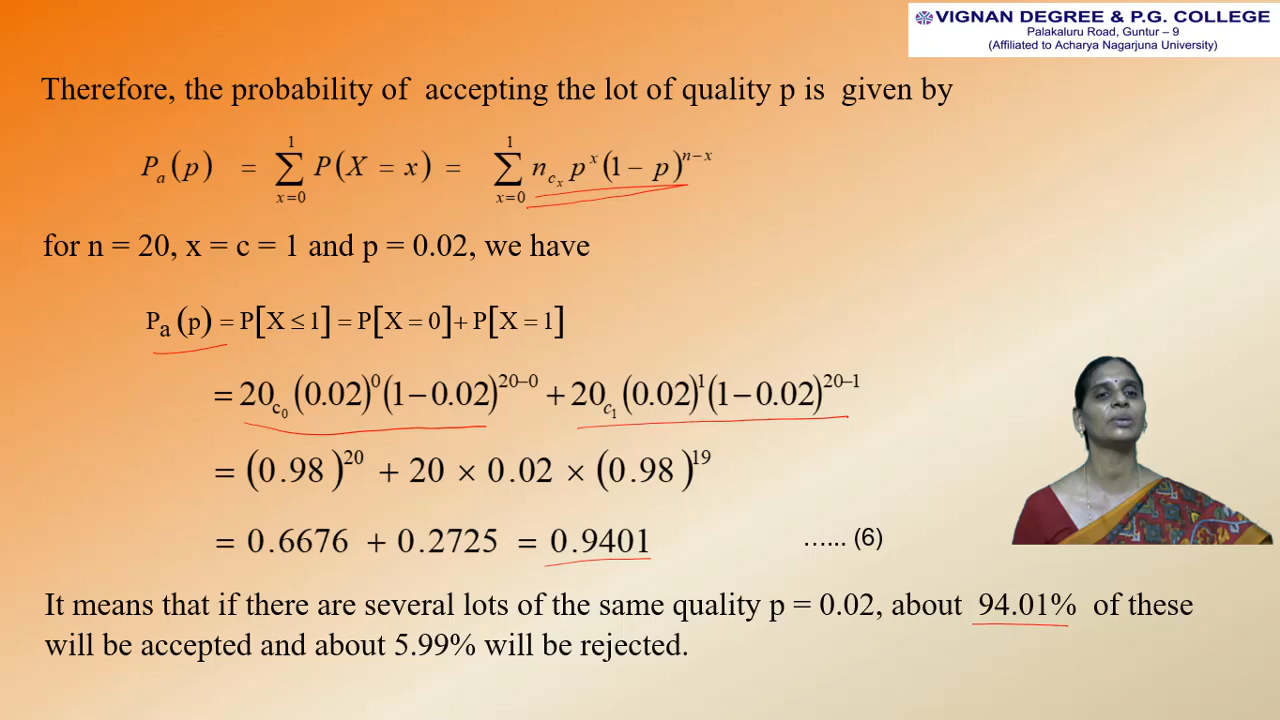 VIGNAN DEGREE & P.G. COLLEGE
Palakaluru Road, Guntur – 9
(Affiliated to Acharya Nagarjuna University)
Therefore, the probability of accepting the lot of quality p is given by
P_a(p) = ∑_{x=0}^{1} P(X = x) = ∑_{x=0}^{1} n_{c_x} p^x (1 − p)^{n−x}
for n = 20, x = c = 1 and p = 0.02, we have
P_a(p) = P[X ≤ 1] = P[X = 0] + P[X = 1]
= 20_{c_0} (0.02)^0 (1 − 0.02)^{20−0} + 20_{c_1} (0.02)^1 (1 − 0.02)^{20−1}
= (0.98)^{20} + 20 × 0.02 × (0.98)^{19}
= 0.6676 + 0.2725 = 0.9401 …... (6)
It means that if there are several lots of the same quality p = 0.02, about 94.01% of these
will be accepted and about 5.99% will be rejected.